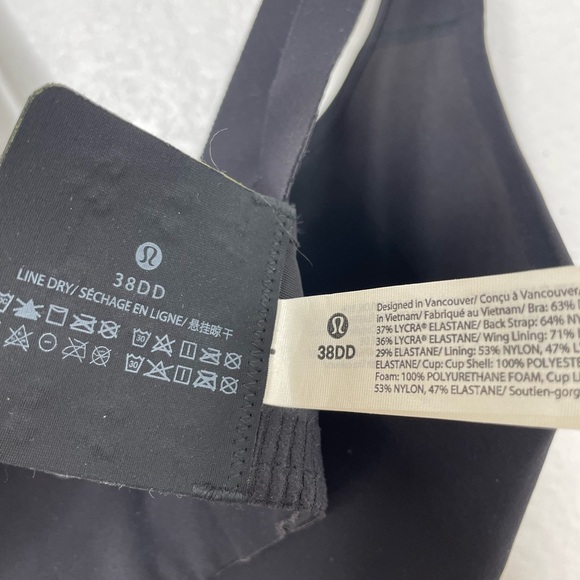 38DD
LINE DRY/ SÉCHAGE EN LIGNE/ 悬挂晾干
30
30
38DD
Designed in Vancouver/ Conçu à Vancouver/
in Vietnam/ Fabriqué au Vietnam/ Bra: 63%
37% LYCRA® ELASTANE/ Back Strap: 64% NY
36% LYCRA® ELASTANE/ Wing Lining: 71%
29% ELASTANE/ Lining: 53% NYLON, 47% L
ELASTANE/ Cup: Cup Shell: 100% POLYESTE
Foam: 100% POLYURETHANE FOAM, Cup LI
53% NYLON, 47% ELASTANE/ Soutien-gorg